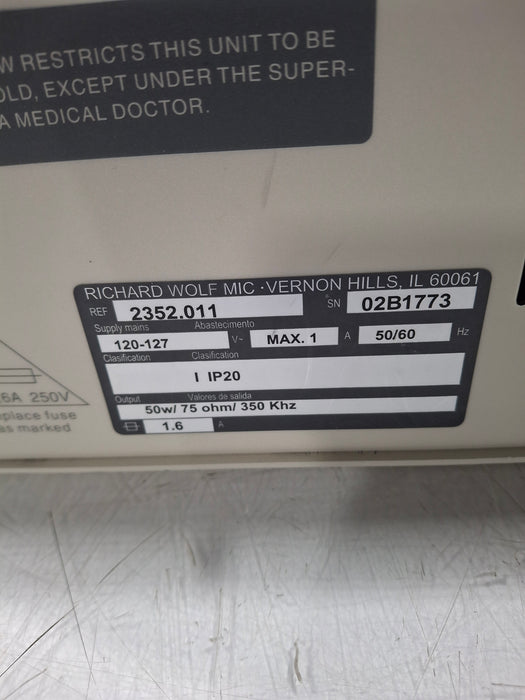 W RESTRICTS THIS UNIT TO BE
OLD, EXCEPT UNDER THE SUPER-
A MEDICAL DOCTOR.
RICHARD WOLF MIC · VERNON HILLS, IL 60061
REF 2352.011 SN 02B1773
Supply mains Abastecimento
120-127 V~ MAX. 1 A 50/60 Hz
Clasification Clasification
I IP20
Output Valores de salida
50w/ 75 ohm/ 350 Khz
1.6 A
6A 250V
place fuse
as marked